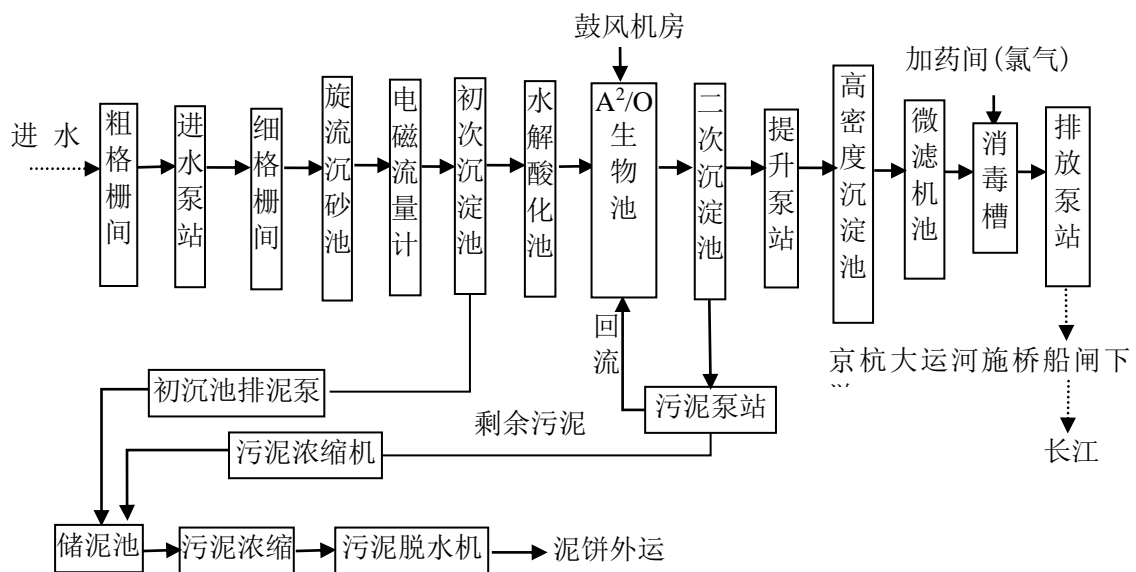 鼓风机房
加药间(氯气)
进 水
粗格栅间
进水泵站
细格栅间
旋流沉砂池
电磁流量计
初次沉淀池
水解酸化池
A²/O生物池
二次沉淀池
提升泵站
高密度沉淀池
微滤机池
消毒槽
排放泵站
回流
京杭大运河施桥船闸下
初沉池排泥泵
污泥泵站
剩余污泥
污泥浓缩机
长江
储泥池
污泥浓缩
污泥脱水机
泥饼外运